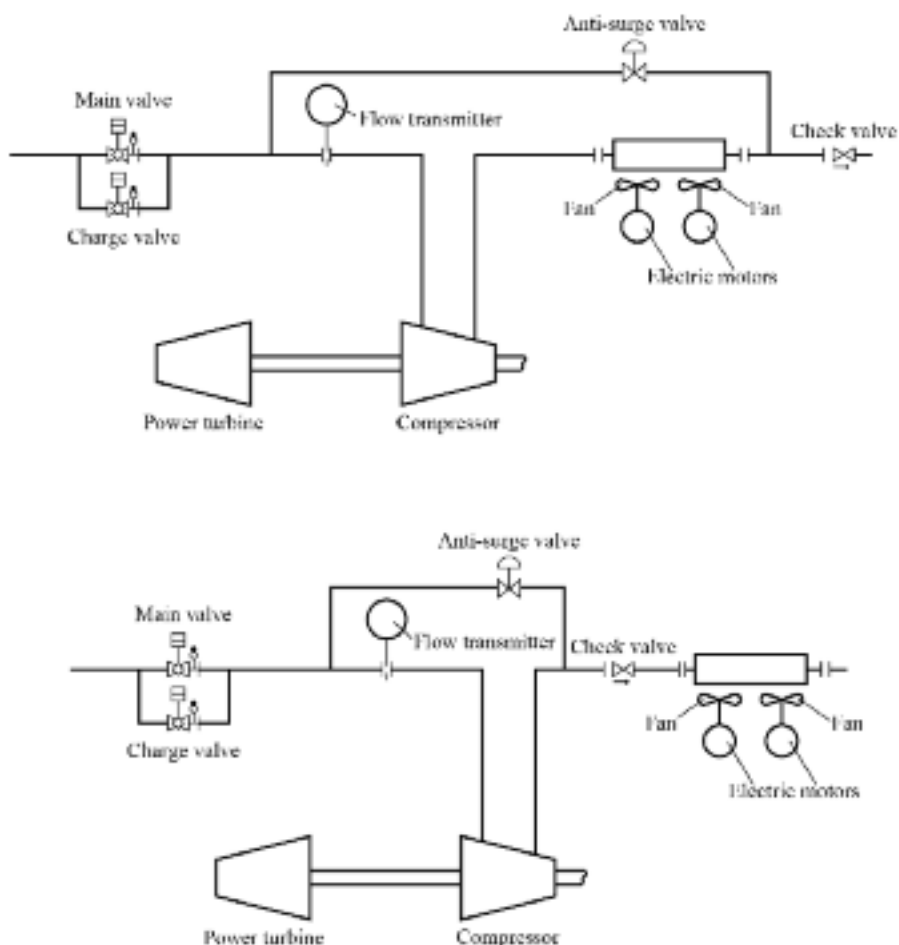 Anti-surge valve
Main valve
Flow transmitter
Check valve
Fan
Fan
Charge valve
Electric motors
Power turbine
Compressor
Anti-surge valve
Main valve
Flow transmitter
Check valve
Fan
Fan
Charge valve
Electric motors
Power turbine
Compressor